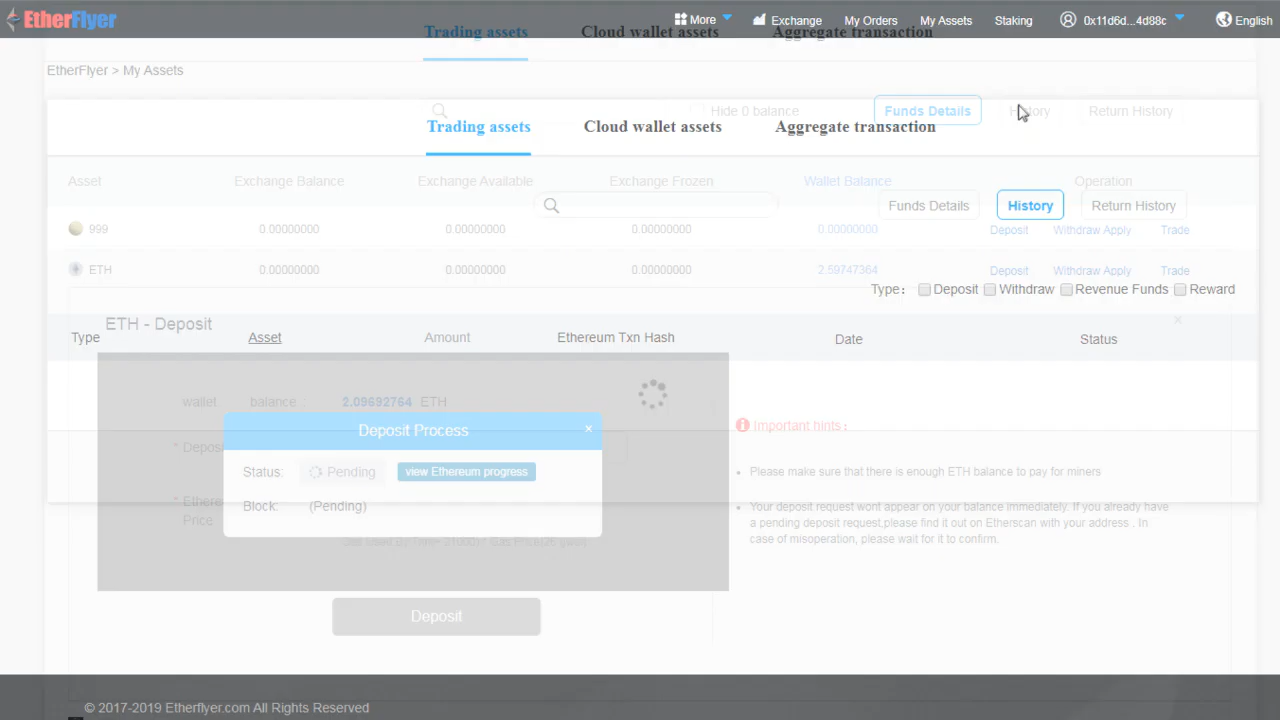 EtherFlyer
More
Exchange
My Orders
My Assets
Staking
0x11d6d...4d88c
English
Trading assets
Cloud wallet assets
Aggregate transaction
EtherFlyer > My Assets
Hide 0 balance
Funds Details
History
Return History
Trading assets
Cloud wallet assets
Aggregate transaction
Asset
Exchange Balance
Exchange Available
Exchange Frozen
Wallet Balance
Operation
Funds Details
History
Return History
999
0.00000000
0.00000000
0.00000000
0.00000000
Deposit
Withdraw Apply
Trade
ETH
0.00000000
0.00000000
0.00000000
2.59747364
Deposit
Withdraw Apply
Trade
Type:
Deposit
Withdraw
Revenue Funds
Reward
ETH - Deposit
Type
Asset
Amount
Ethereum Txn Hash
Date
Status
wallet
balance :
2.09692764 ETH
Important hints:
Deposit Process
×
Status:
Pending
view Ethereum progress
Please make sure that there is enough ETH balance to pay for miners
Block:
(Pending)
Price
Your deposit request wont appear on your balance immediately. If you already have
a pending deposit request,please find it out on Etherscan with your address . In
case of misoperation, please wait for it to confirm.
Deposit
© 2017-2019 Etherflyer.com All Rights Reserved